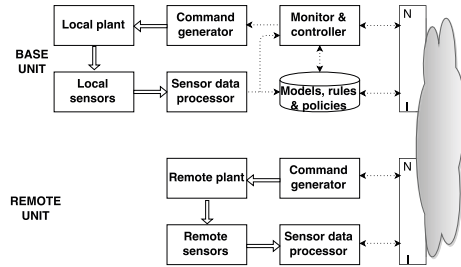 Local plant
Command
generator
Monitor &
controller
N
BASE
UNIT
Local
sensors
Sensor data
processor
Models, rules
& policies
I
Remote plant
Command
generator
N
REMOTE
UNIT
Remote
sensors
Sensor data
processor
I